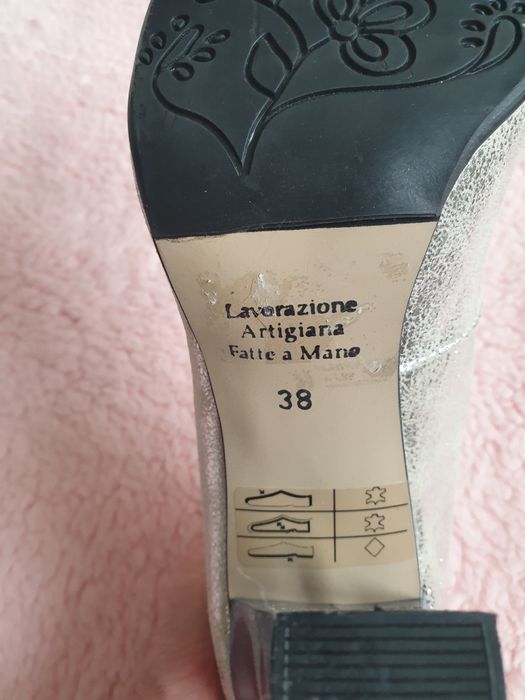 Lavorazione
Artigiana
Fatte a Mano
38